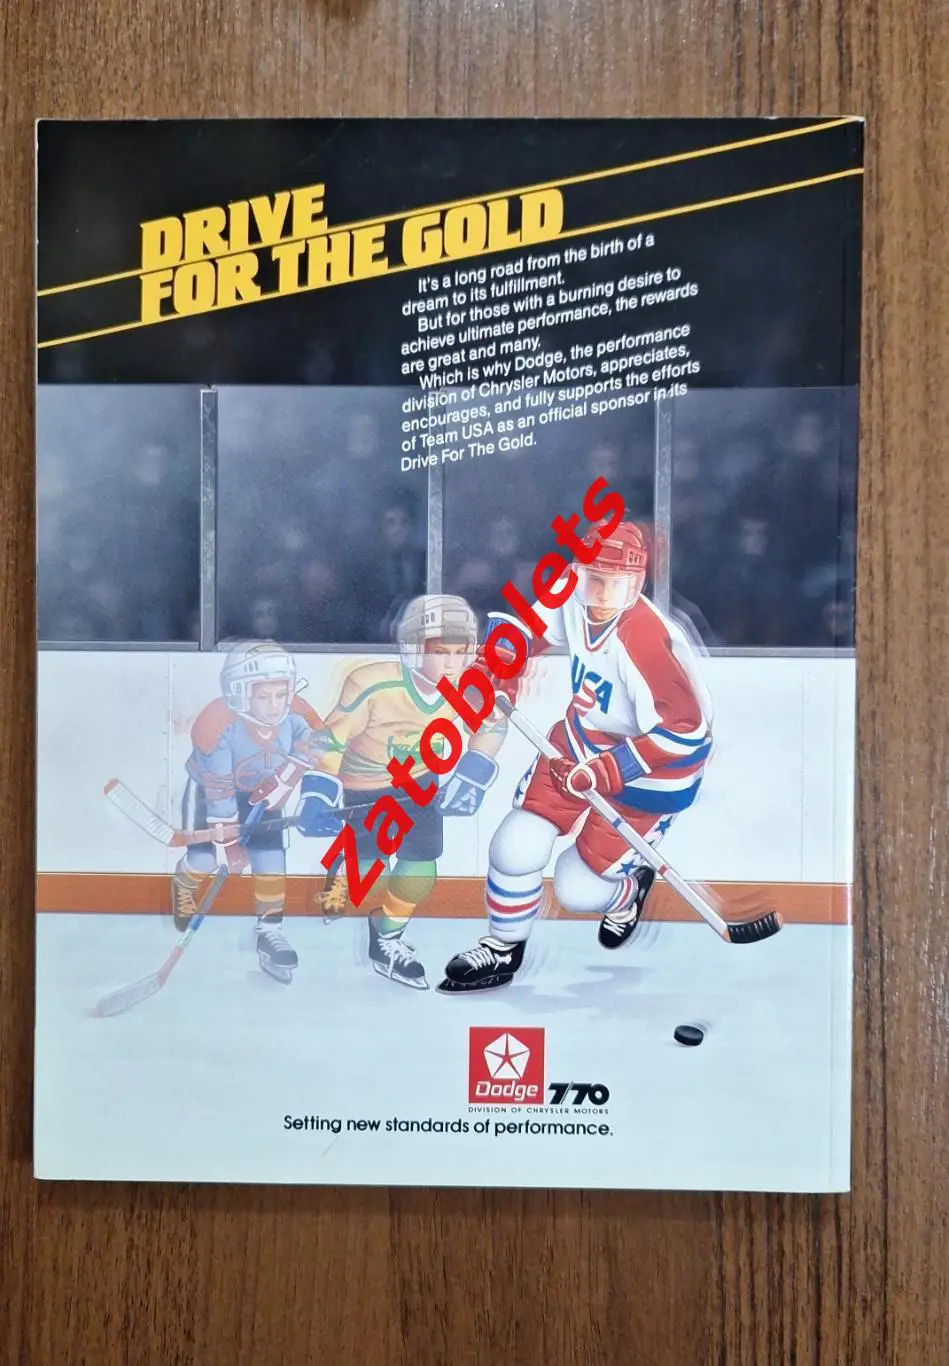 DRIVE
FOR THE GOLD
It's a long road from the birth of a
dream to its fulfillment.
But for those with a burning desire to
achieve ultimate performance, the rewards
are great and many.
Which is why Dodge, the performance
division of Chrysler Motors, appreciates,
encourages, and fully supports the efforts
of Team USA as an official sponsor in its
Drive For The Gold.
Zatobolets
USA
Dodge 7/70
DIVISION OF CHRYSLER MOTORS
Setting new standards of performance.